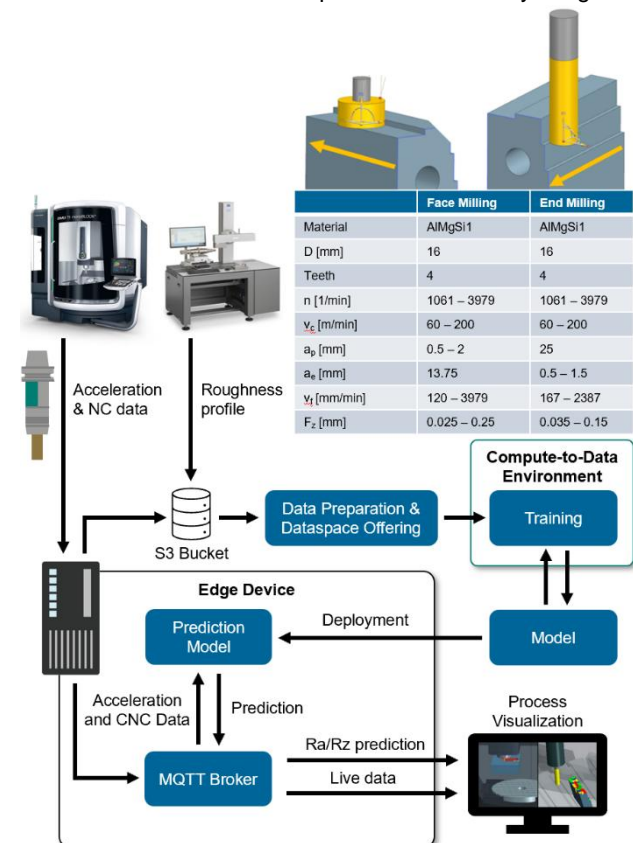 Face Milling End Milling
Material AlMgSi1 AlMgSi1
D [mm] 16 16
Teeth 4 4
n [1/min] 1061 – 3979 1061 – 3979
vc [m/min] 60 – 200 60 – 200
ap [mm] 0.5 – 2 25
ae [mm] 13.75 0.5 – 1.5
vf [mm/min] 120 – 3979 167 – 2387
Fz [mm] 0.025 – 0.25 0.035 – 0.15
Acceleration
& NC data
Roughness
profile
S3 Bucket
Data Preparation &
Dataspace Offering
Compute-to-Data
Environment
Training
Model
Deployment
Edge Device
Prediction
Model
Acceleration
and CNC Data
Prediction
MQTT Broker
Ra/Rz prediction
Live data
Process
Visualization